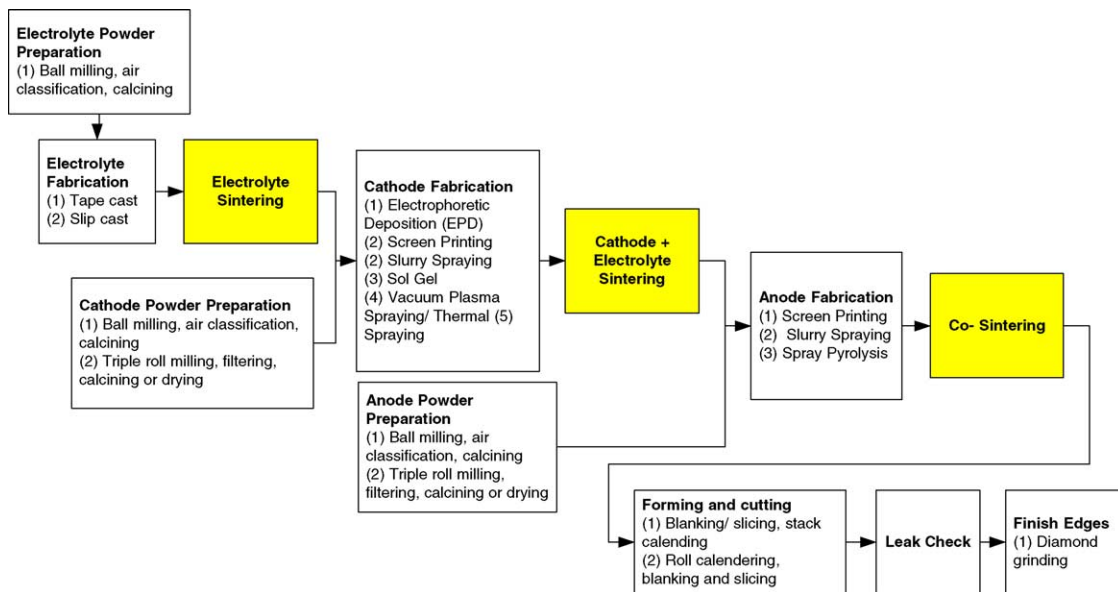 Electrolyte Powder
Preparation
(1) Ball milling, air
classification, calcining
Electrolyte
Fabrication
(1) Tape cast
(2) Slip cast
Electrolyte
Sintering
Cathode Powder Preparation
(1) Ball milling, air classification,
calcining
(2) Triple roll milling, filtering,
calcining or drying
Cathode Fabrication
(1) Electrophoretic
Deposition (EPD)
(2) Screen Printing
(2) Slurry Spraying
(3) Sol Gel
(4) Vacuum Plasma
Spraying/ Thermal (5)
Spraying
Cathode +
Electrolyte
Sintering
Anode Powder
Preparation
(1) Ball milling, air
classification, calcining
(2) Triple roll milling,
filtering, calcining or drying
Anode Fabrication
(1) Screen Printing
(2) Slurry Spraying
(3) Spray Pyrolysis
Co- Sintering
Forming and cutting
(1) Blanking/ slicing, stack
calending
(2) Roll calendering,
blanking and slicing
Leak Check
Finish Edges
(1) Diamond
grinding